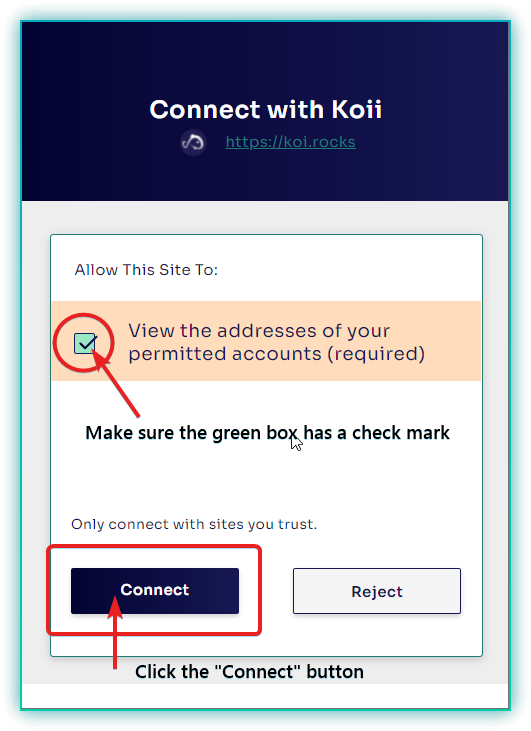 Connect with Koii
https://koi.rocks
Allow This Site To:
View the addresses of your
permitted accounts (required)
Make sure the green box has a check mark
Only connect with sites you trust.
Connect
Reject
Click the "Connect" button